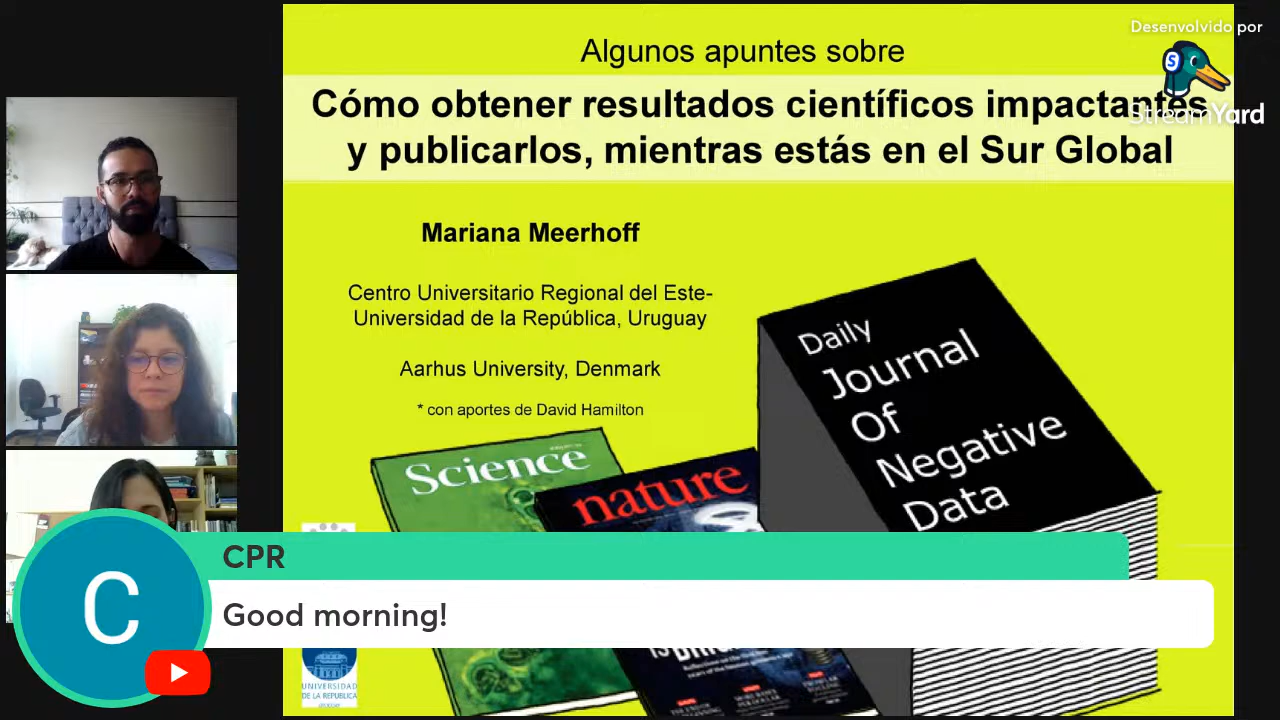 Desenvolvido por
StreamYard
Algunos apuntes sobre
Cómo obtener resultados científicos impactantes
y publicarlos, mientras estás en el Sur Global
Mariana Meerhoff
Centro Universitario Regional del Este-
Universidad de la República, Uruguay
Aarhus University, Denmark
* con aportes de David Hamilton
Science
nature
Daily
Journal
Of
Negative
Data
C
CPR
Good morning!
UNIVERSIDAD
DE LA REPÚBLICA